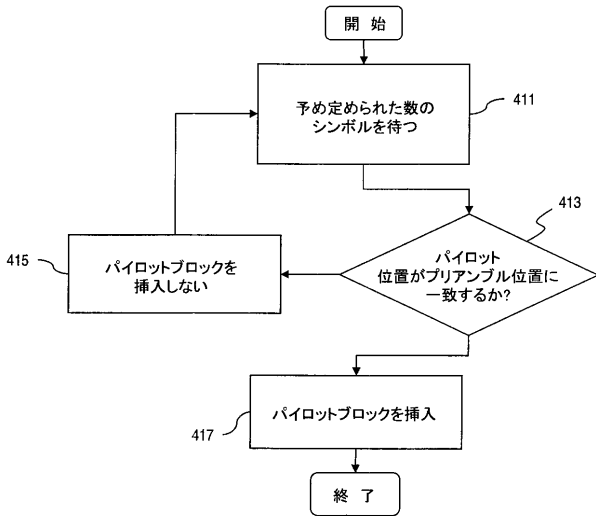 開 始
予め定められた数の
シンボルを待つ
411
413
パイロット
位置がプリアンブル位置に
一致するか?
415
パイロットブロックを
挿入しない
パイロットブロックを挿入
417
終 了